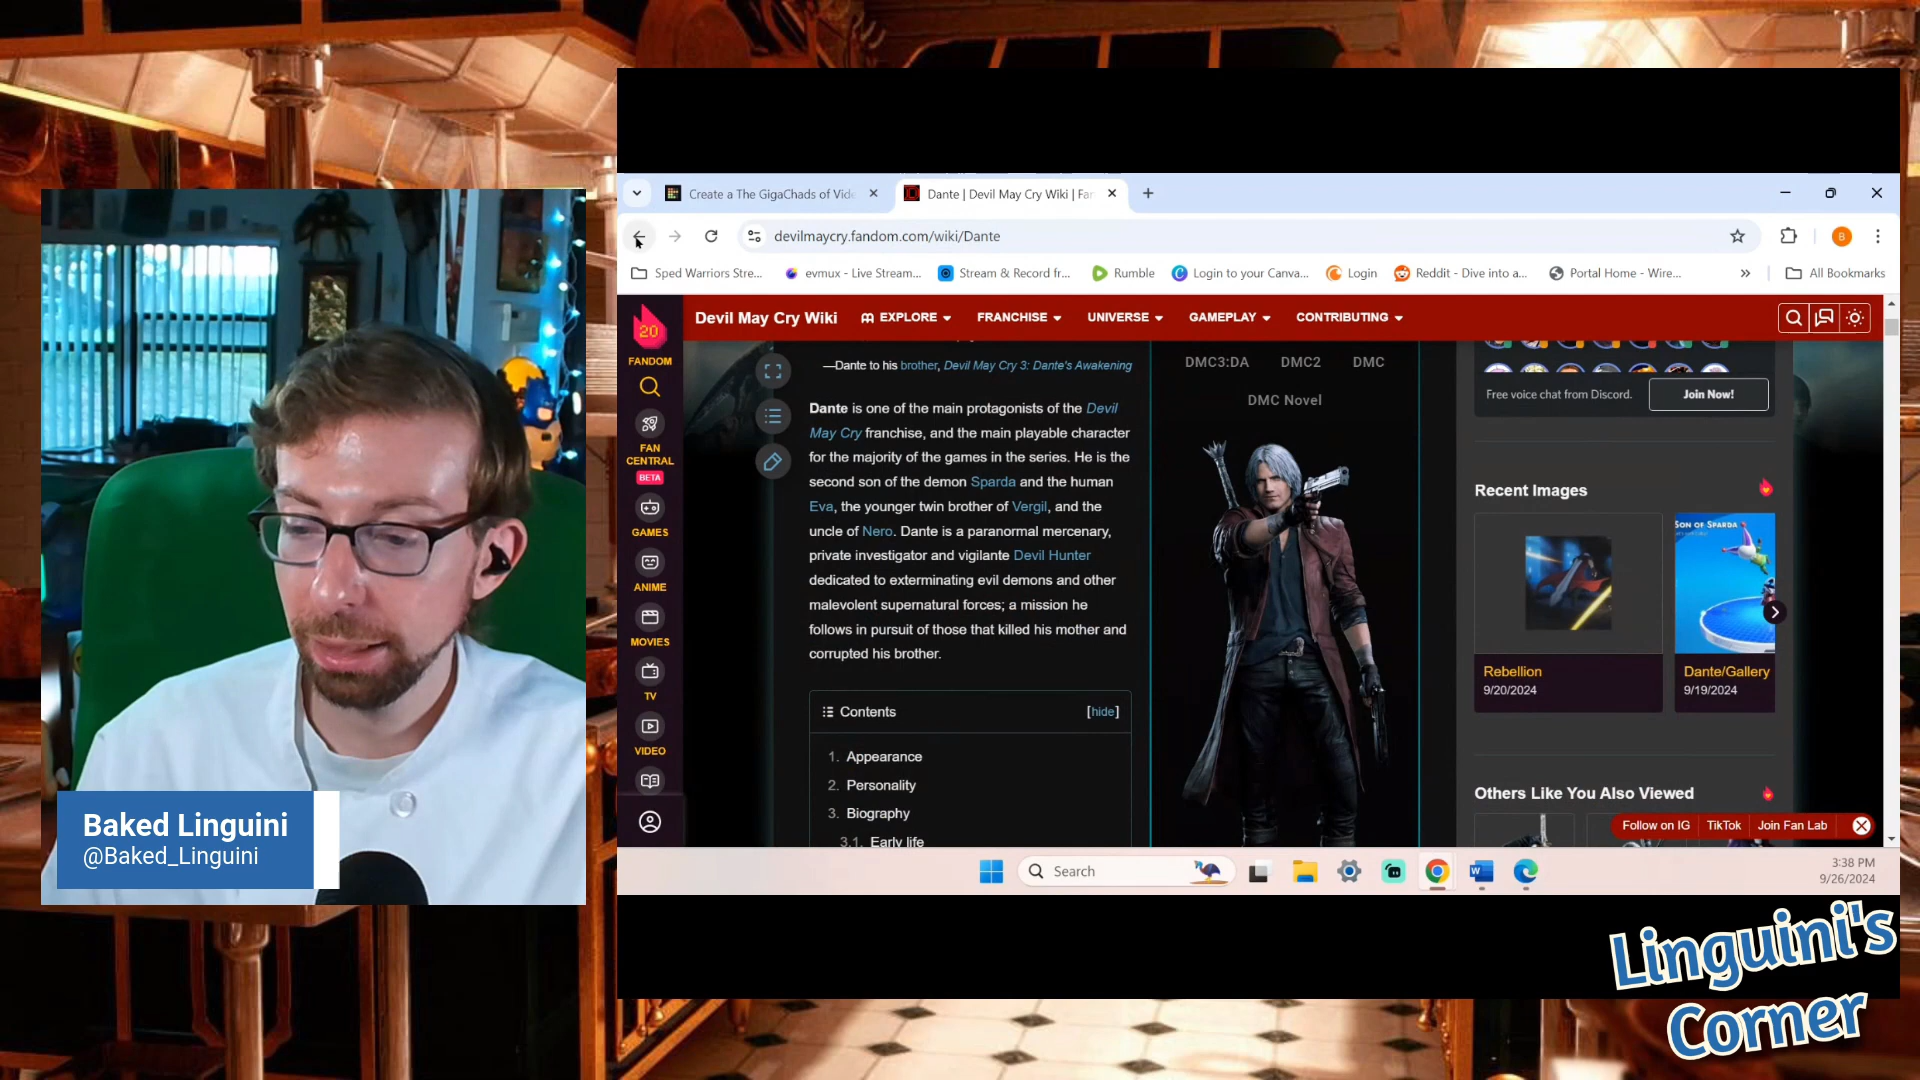 Create a The GigaChads of Vid
Dante | Devil May Cry Wiki | Far
devilmaycry.fandom.com/wiki/Dante
B
Sped Warriors Stre...
evmux - Live Stream...
Stream & Record fr...
Rumble
Login to your Canva...
Login
Reddit - Dive into a...
Portal Home - Wire...
»
All Bookmarks
20
FANDOM
FAN
CENTRAL
BETA
GAMES
ANIME
MOVIES
TV
VIDEO
Devil May Cry Wiki
EXPLORE
FRANCHISE
UNIVERSE
GAMEPLAY
CONTRIBUTING
—Dante to his brother, Devil May Cry 3: Dante's Awakening
Dante is one of the main protagonists of the Devil
May Cry franchise, and the main playable character
for the majority of the games in the series. He is the
second son of the demon Sparda and the human
Eva, the younger twin brother of Vergil, and the
uncle of Nero. Dante is a paranormal mercenary,
private investigator and vigilante Devil Hunter
dedicated to exterminating evil demons and other
malevolent supernatural forces; a mission he
follows in pursuit of those that killed his mother and
corrupted his brother.
Contents
[hide]
1. Appearance
2. Personality
3. Biography
3.1. Early life
DMC3:DA DMC2 DMC
DMC Novel
Free voice chat from Discord.
Join Now!
Recent Images
SON OF SPARDA
Rebellion
9/20/2024
Dante/Gallery
9/19/2024
Others Like You Also Viewed
Follow on IG
TikTok
Join Fan Lab
Search
W
3:38 PM
9/26/2024
Baked Linguini
@Baked_Linguini
Linguini's
Corner